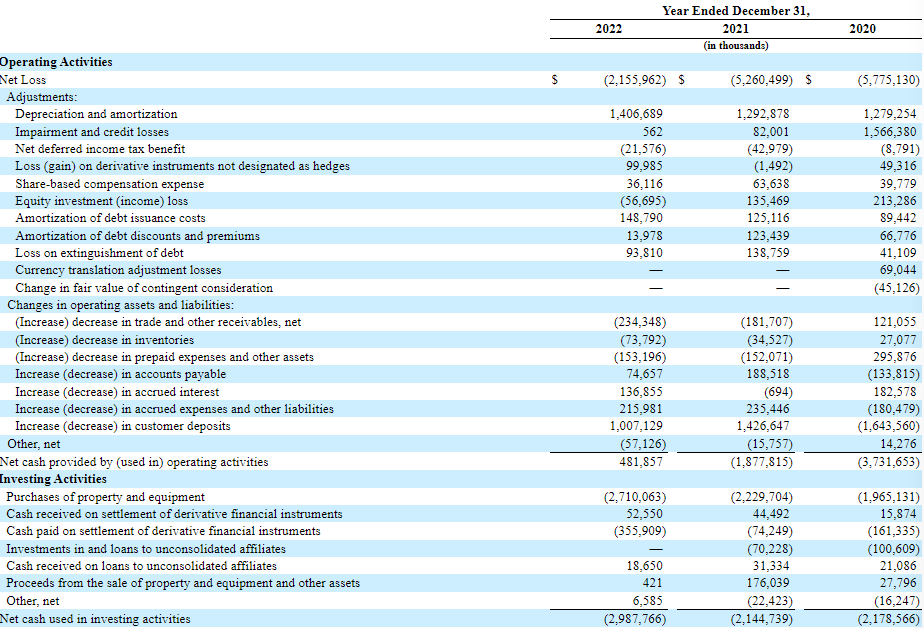 Year Ended December 31,
2022 2021 2020
(in thousands)
Operating Activities
Net Loss $ (2,155,962) $ (5,260,499) $ (5,775,130)
Adjustments:
Depreciation and amortization 1,406,689 1,292,878 1,279,254
Impairment and credit losses 562 82,001 1,566,380
Net deferred income tax benefit (21,576) (42,979) (8,791)
Loss (gain) on derivative instruments not designated as hedges 99,985 (1,492) 49,316
Share-based compensation expense 36,116 63,638 39,779
Equity investment (income) loss (56,695) 135,469 213,286
Amortization of debt issuance costs 148,790 125,116 89,442
Amortization of debt discounts and premiums 13,978 123,439 66,776
Loss on extinguishment of debt 93,810 138,759 41,109
Currency translation adjustment losses — — 69,044
Change in fair value of contingent consideration — — (45,126)
Changes in operating assets and liabilities:
(Increase) decrease in trade and other receivables, net (234,348) (181,707) 121,055
(Increase) decrease in inventories (73,792) (34,527) 27,077
(Increase) decrease in prepaid expenses and other assets (153,196) (152,071) 295,876
Increase (decrease) in accounts payable 74,657 188,518 (133,815)
Increase (decrease) in accrued interest 136,855 (694) 182,578
Increase (decrease) in accrued expenses and other liabilities 215,981 235,446 (180,479)
Increase (decrease) in customer deposits 1,007,129 1,426,647 (1,643,560)
Other, net (57,126) (15,757) 14,276
Net cash provided by (used in) operating activities 481,857 (1,877,815) (3,731,653)
Investing Activities
Purchases of property and equipment (2,710,063) (2,229,704) (1,965,131)
Cash received on settlement of derivative financial instruments 52,550 44,492 15,874
Cash paid on settlement of derivative financial instruments (355,909) (74,249) (161,335)
Investments in and loans to unconsolidated affiliates — (70,228) (100,609)
Cash received on loans to unconsolidated affiliates 18,650 31,334 21,086
Proceeds from the sale of property and equipment and other assets 421 176,039 27,796
Other, net 6,585 (22,423) (16,247)
Net cash used in investing activities (2,987,766) (2,144,739) (2,178,566)